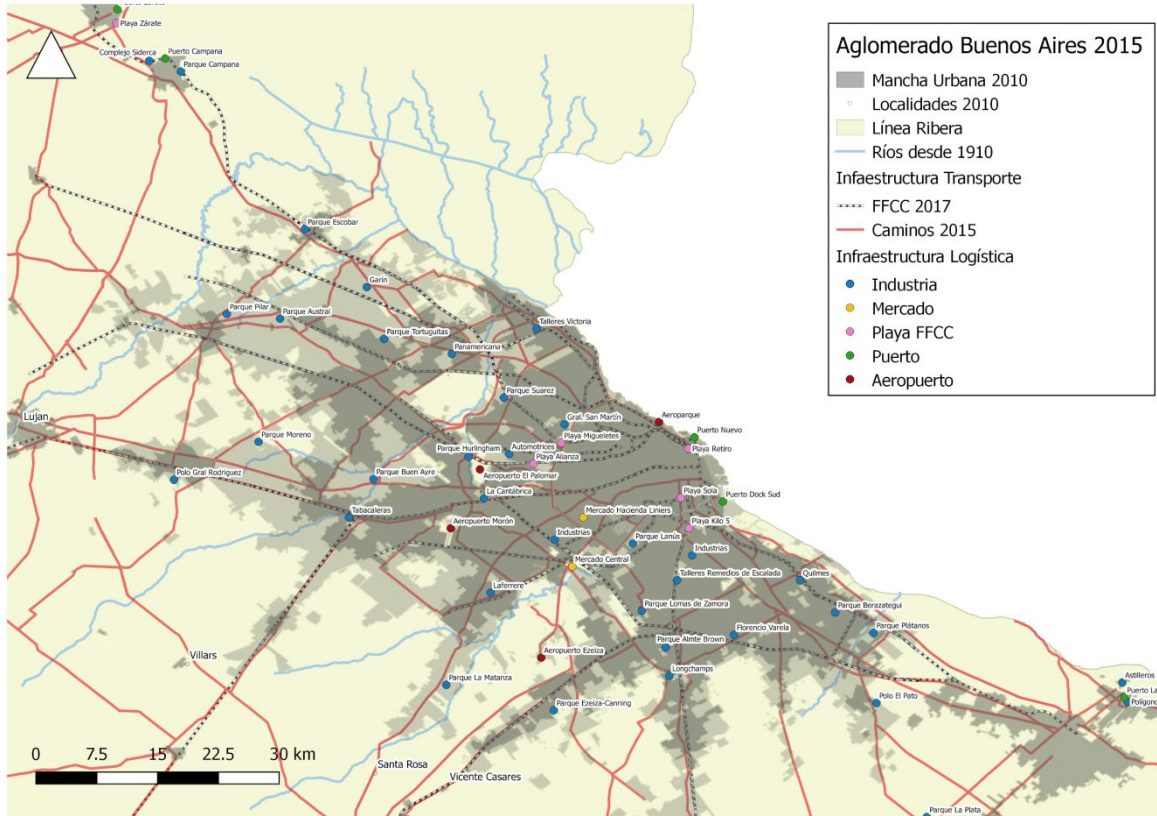 Playa Zárate
Complejo Siderca
Puerto Campana
Parque Campana
Parque Escobar
Garín
Parque Pilar
Parque Austral
Talleres Victoria
Parque Tortuguitas
Panamericana
Parque Suarez
Lujan
Gral. San Martín
Aeroparque
Puerto Nuevo
Playa Migueletes
Parque Moreno
Parque Hurlingham
Automotrices
Playa Retiro
Playa Alianza
Aeropuerto El Palomar
Polo Gral Rodriguez
Parque Buen Ayre
La Cantábrica
Playa Sola
Puerto Dock Sud
Tabacaleras
Mercado Hacienda Liniers
Aeropuerto Morón
Playa Kilo 5
Industrias
Parque Lanús
Industrias
Mercado Central
Talleres Remedios de Escalada
Quilmes
Laferrere
Parque Lomas de Zamora
Parque Berazategui
Florencio Varela
Parque Plátanos
Parque Almte Brown
Villars
Aeropuerto Ezeiza
Longchamps
Astilleros
Parque La Matanza
Puerto La
Polo El Pato
Poligono
Parque Ezeiza-Canning
Santa Rosa
Vicente Casares
Parque La Plata
0 7.5 15 22.5 30 km
Aglomerado Buenos Aires 2015
Mancha Urbana 2010
Localidades 2010
Línea Ribera
Ríos desde 1910
Infaestructura Transporte
FFCC 2017
Caminos 2015
Infraestructura Logística
Industria
Mercado
Playa FFCC
Puerto
Aeropuerto